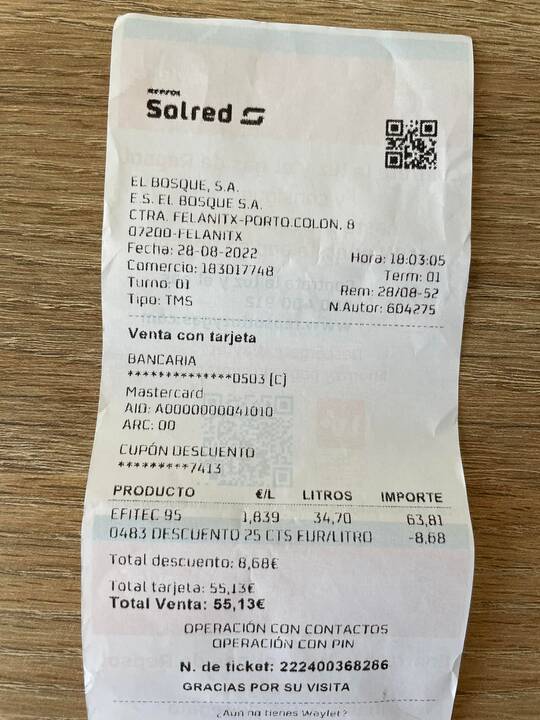 REPSOL
Solred
EL BOSQUE, S.A.
E.S. EL BOSQUE S.A.
CTRA. FELANITX-PORTO.COLON, 8
07200-FELANITX
Fecha: 28-08-2022 Hora: 18:03:05
Comercio: 183017748 Term: 01
Turno: 01 Rem: 28/08-52
Tipo: TMS N.Autor: 604275
Venta con tarjeta
BANCARIA
**************0503 (C)
Mastercard
AID: A0000000041010
ARC: 00
CUPÓN DESCUENTO
*********7413
PRODUCTO €/L LITROS IMPORTE
EFITEC 95 1,839 34,70 63,81
0483 DESCUENTO 25 CTS EUR/LITRO -8,68
Total descuento: 8,68€
Total tarjeta: 55,13€
Total Venta: 55,13€
OPERACIÓN CON CONTACTOS
OPERACIÓN CON PIN
N. de ticket: 222400368286
GRACIAS POR SU VISITA
¿Aún no tienes Waylet?